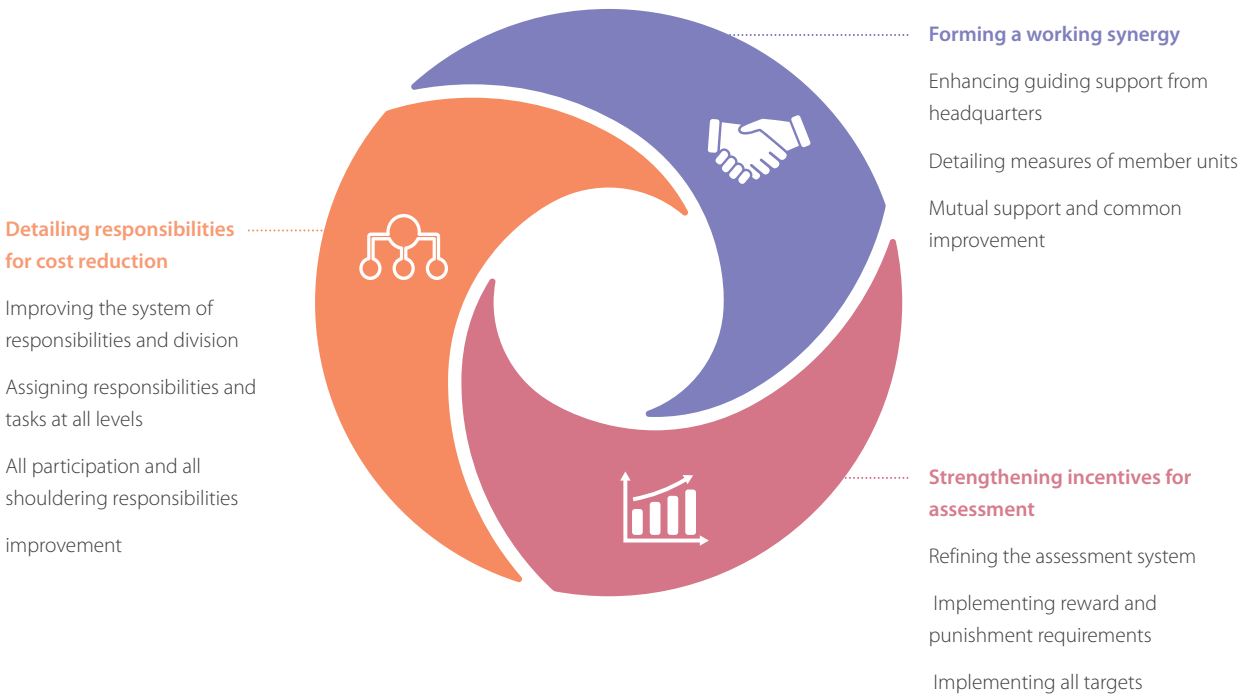 Forming a working synergy
Enhancing guiding support from
headquarters
Detailing measures of member units
Mutual support and common
improvement
Detailing responsibilities
for cost reduction
Improving the system of
responsibilities and division
Assigning responsibilities and
tasks at all levels
All participation and all
shouldering responsibilities
improvement
Strengthening incentives for
assessment
Refining the assessment system
Implementing reward and
punishment requirements
Implementing all targets